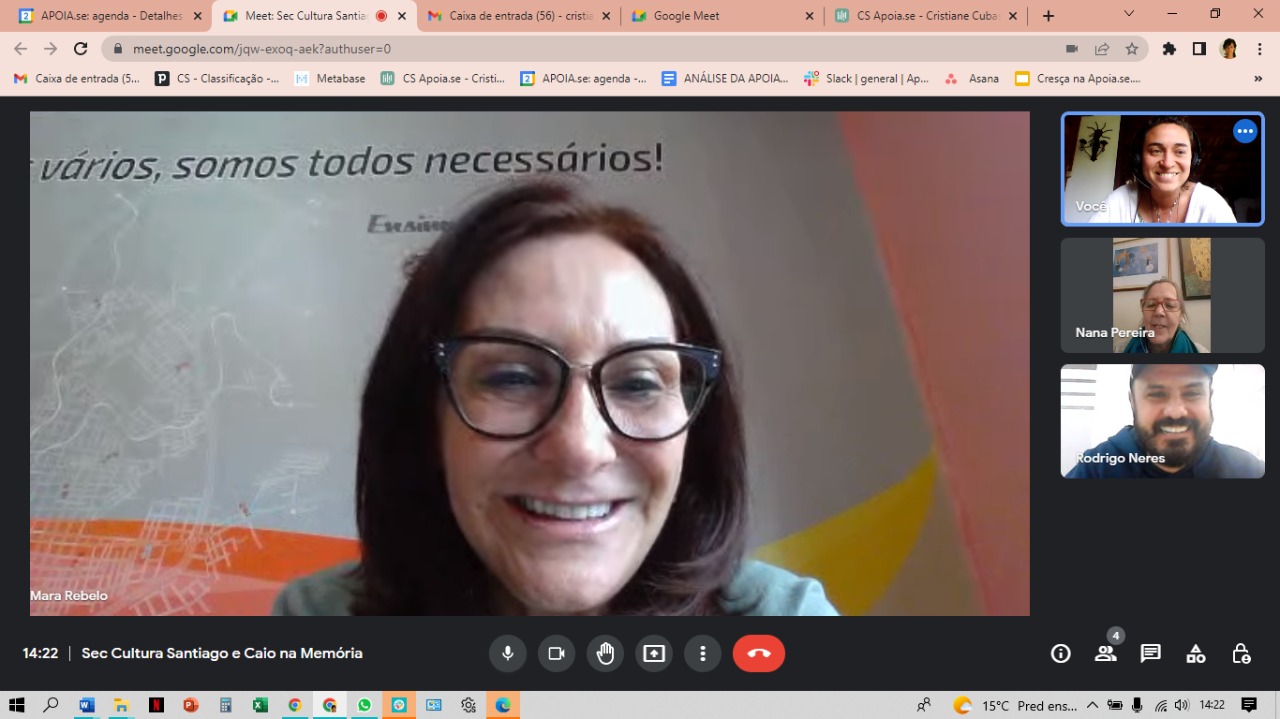 APOIA.se: agenda - Detalhes
Meet: Sec Cultura Santia
Caixa de entrada (56) - cristia
Google Meet
CS Apoia.se - Cristiane Cuba
meet.google.com/jqw-exoq-aek?authuser=0
Caixa de entrada (5...
CS - Classificação -...
Metabase
CS Apoia.se - Cristi...
APOIA.se: agenda -...
ANÁLISE DA APOIA...
Slack | general | Ap...
Asana
Cresça na Apoia.se....
»
vários, somos todos necessários!
Você
Nana Pereira
Rodrigo Neres
Mara Rebelo
14:22 | Sec Cultura Santiago e Caio na Memória
4
15°C Pred ens...
14:22